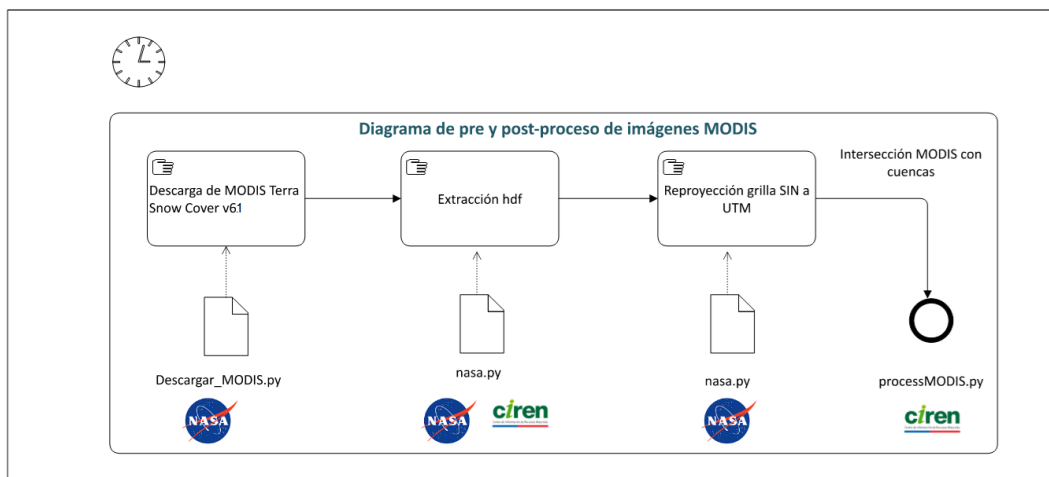 Diagrama de pre y post-proceso de imágenes MODIS
Descarga de MODIS Terra
Snow Cover v61
Extracción hdf
Reproyección grilla SIN a
UTM
Intersección MODIS con
cuencas
Descargar_MODIS.py
nasa.py
nasa.py
processMODIS.py
NASA
NASA
ciren
NASA
ciren